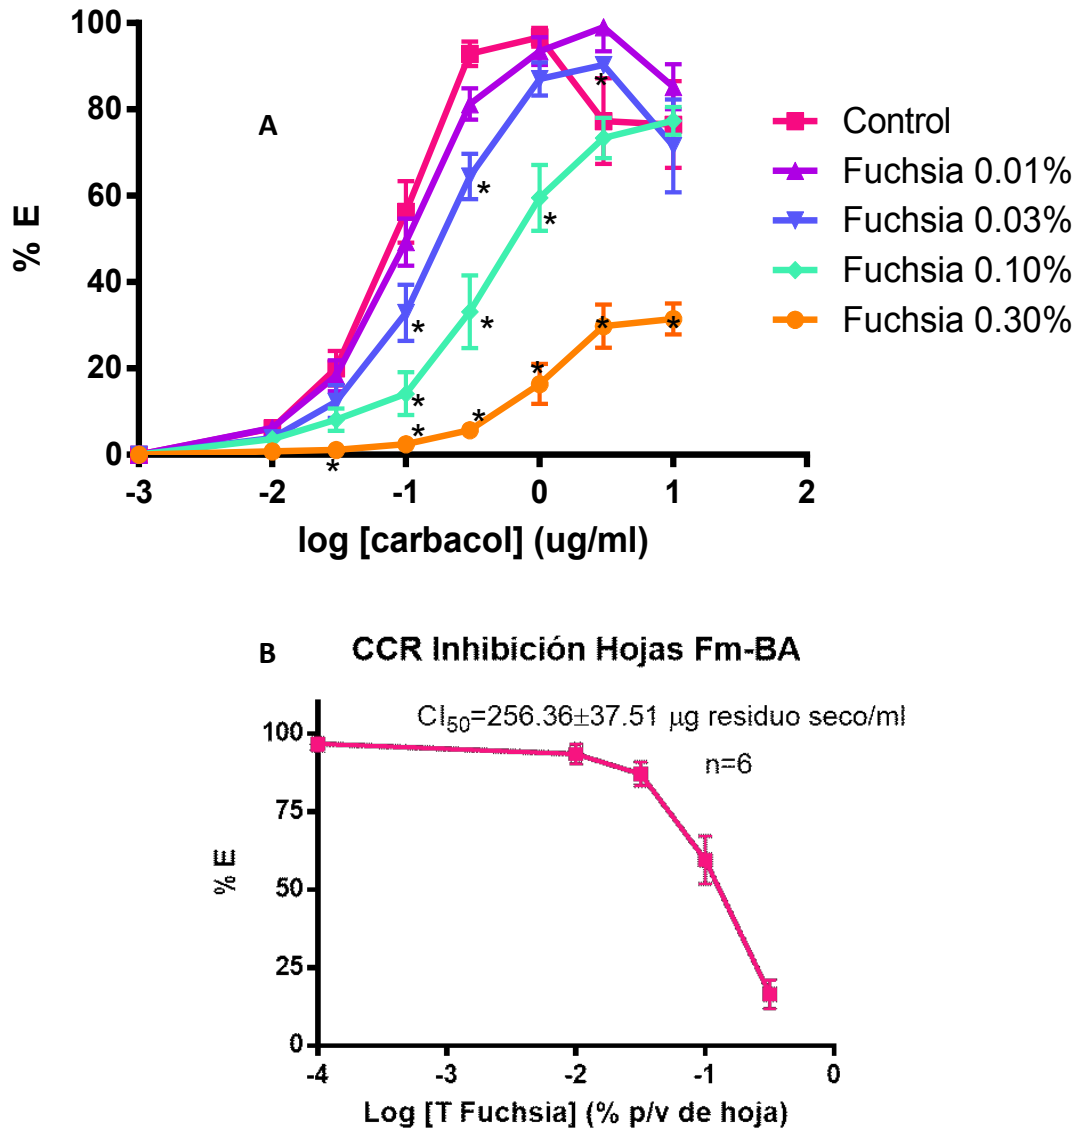 100
80
60
40
20
0
% E
A
*
*
*
*
*
*
*
*
*
*
*
*
*
-3
-2
-1
0
1
2
log [carbacol] (ug/ml)
Control
Fuchsia 0.01%
Fuchsia 0.03%
Fuchsia 0.10%
Fuchsia 0.30%
B
CCR Inhibición Hojas Fm-BA
CI50=256.36±37.51 µg residuo seco/ml
n=6
100
75
50
25
0
% E
-4
-3
-2
-1
0
Log [T Fuchsia] (% p/v de hoja)